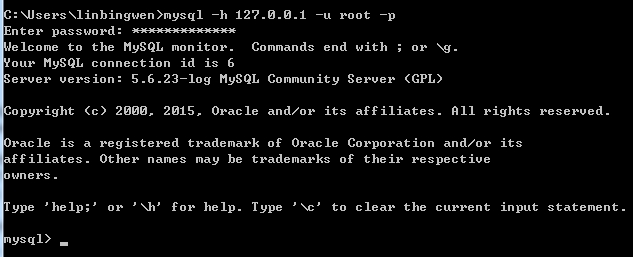 C:\Users\linbingwen>mysql -h 127.0.0.1 -u root -p
Enter password: *************
Welcome to the MySQL monitor.  Commands end with ; or \g.
Your MySQL connection id is 6
Server version: 5.6.23-log MySQL Community Server (GPL)
Copyright (c) 2000, 2015, Oracle and/or its affiliates. All rights reserved.
Oracle is a registered trademark of Oracle Corporation and/or its
affiliates. Other names may be trademarks of their respective
owners.
Type 'help;' or '\h' for help. Type '\c' to clear the current input statement.
mysql> _